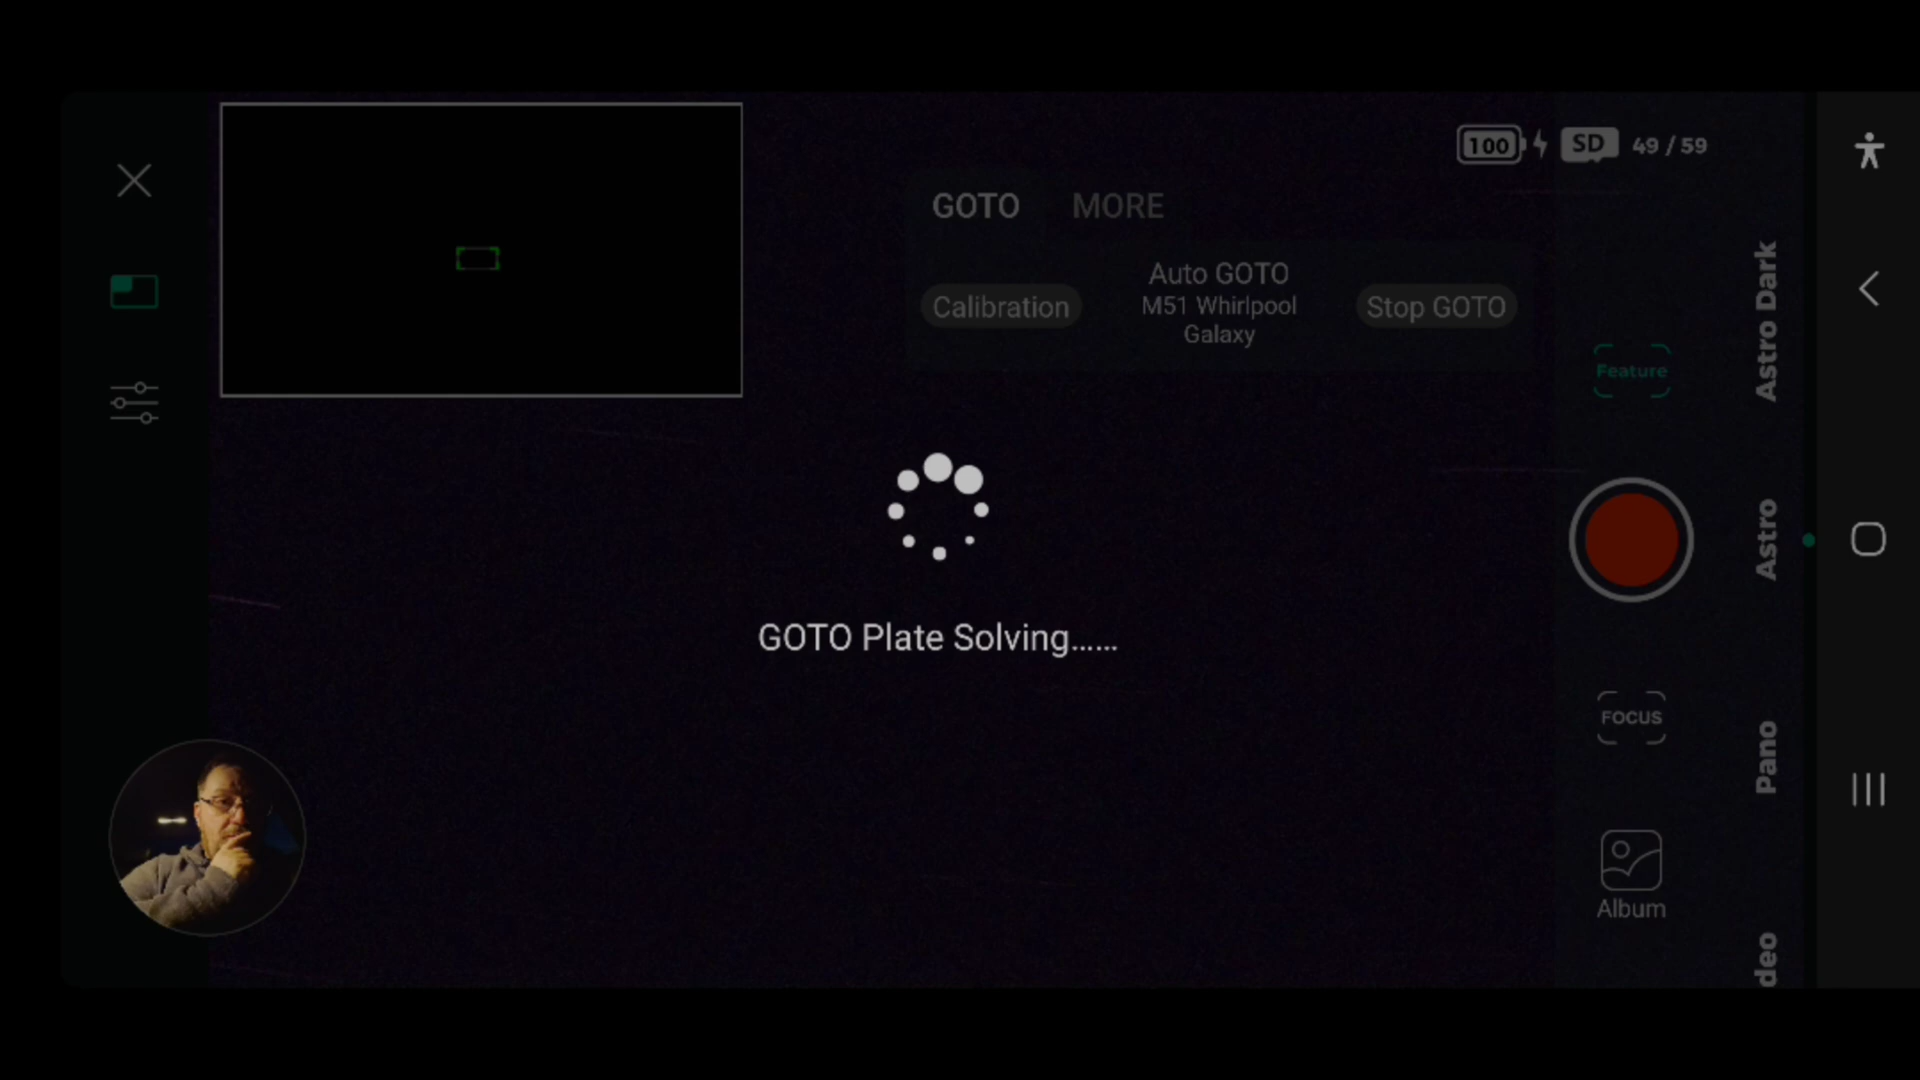 100
SD
49 / 59
GOTO
MORE
Calibration
Auto GOTO
M51 Whirlpool
Galaxy
Stop GOTO
Feature
GOTO Plate Solving......
FOCUS
Album
Astro Dark
Astro
Pano
deo